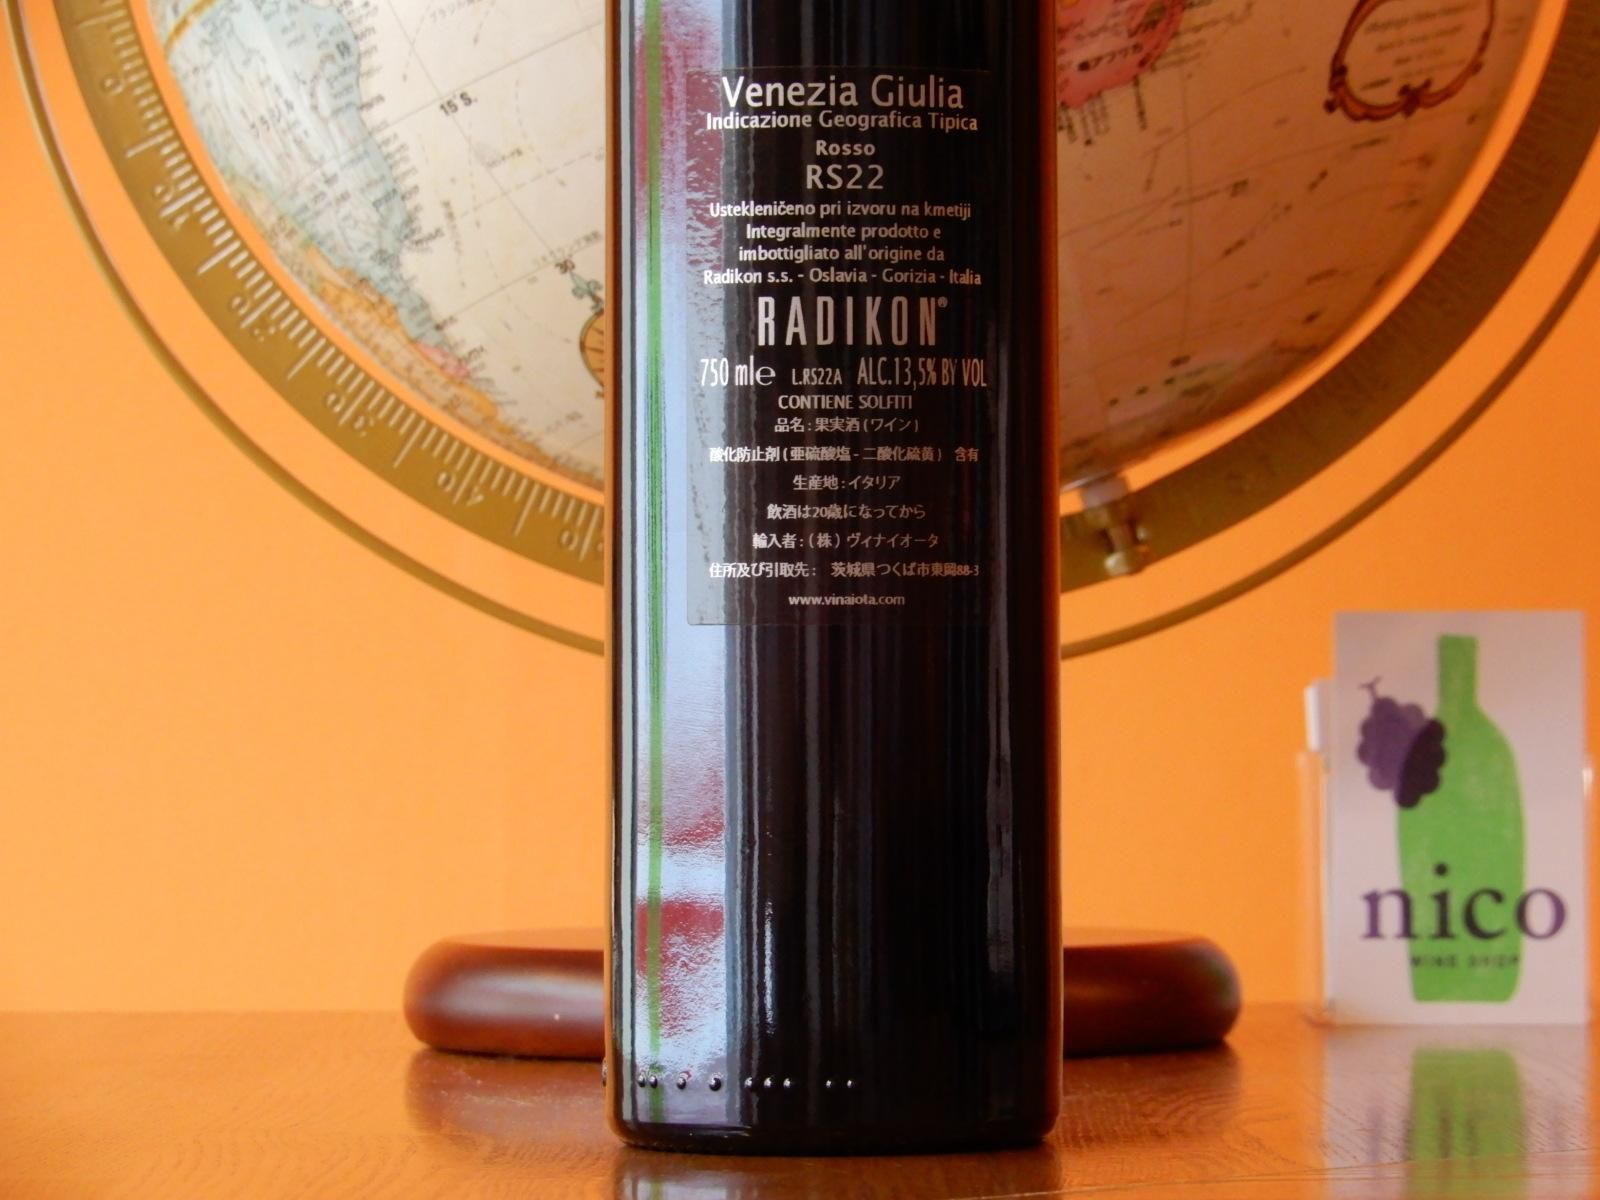 15°S.
30
Venezia Giulia
Indicazione Geografica Tipica
Rosso
RS22
Ustekleničeno pri izvoru na kmetiji
Integralmente prodotto e
imbottigliato all'origine da
Radikon s.s. - Oslavia - Gorizia - Italia
RADIKON®
750 ml e L.RS22A ALC.13,5% BY VOL
CONTIENE SOLFITI
品名:果実酒(ワイン)
酸化防止剤(亜硫酸塩-二酸化硫黄) 含有
生産地:イタリア
飲酒は20歳になってから
輸入者:(株)ヴィナイオータ
住所及び引取先: 茨城県つくば市東岡88-3
www.vinaiota.com
nico
WINE SHOP